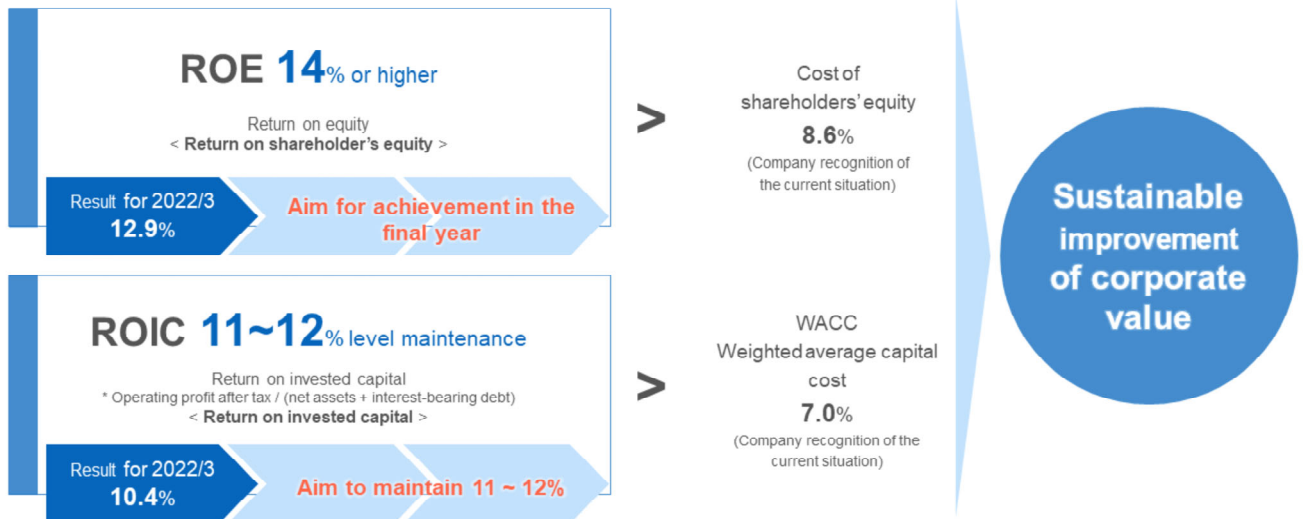 ROE 14% or higher
Return on equity
< Return on shareholder's equity >
Result for 2022/3
12.9%
Aim for achievement in the
final year
>
Cost of
shareholders' equity
8.6%
(Company recognition of
the current situation)
ROIC 11~12% level maintenance
Return on invested capital
* Operating profit after tax / (net assets + interest-bearing debt)
< Return on invested capital >
Result for 2022/3
10.4%
Aim to maintain 11 ~ 12%
>
WACC
Weighted average capital
cost
7.0%
(Company recognition of the
current situation)
Sustainable
improvement
of corporate
value